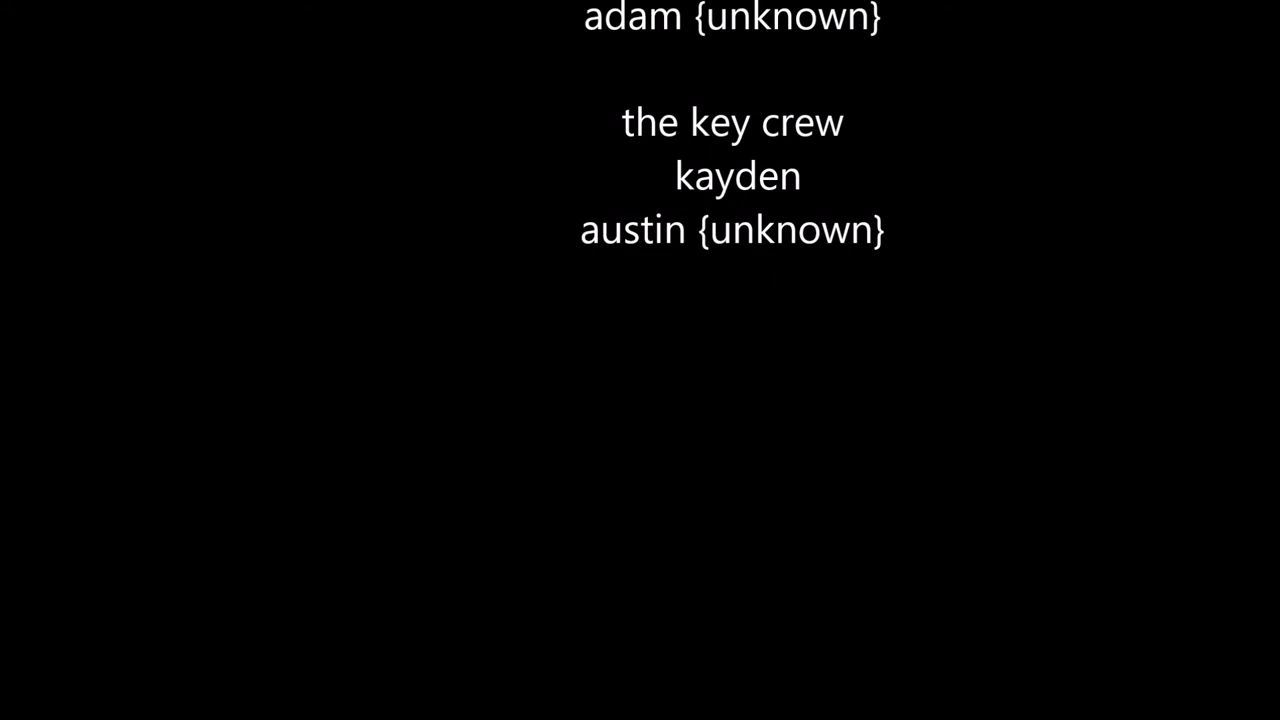 adam {unknown}
the key crew
kayden
austin {unknown}